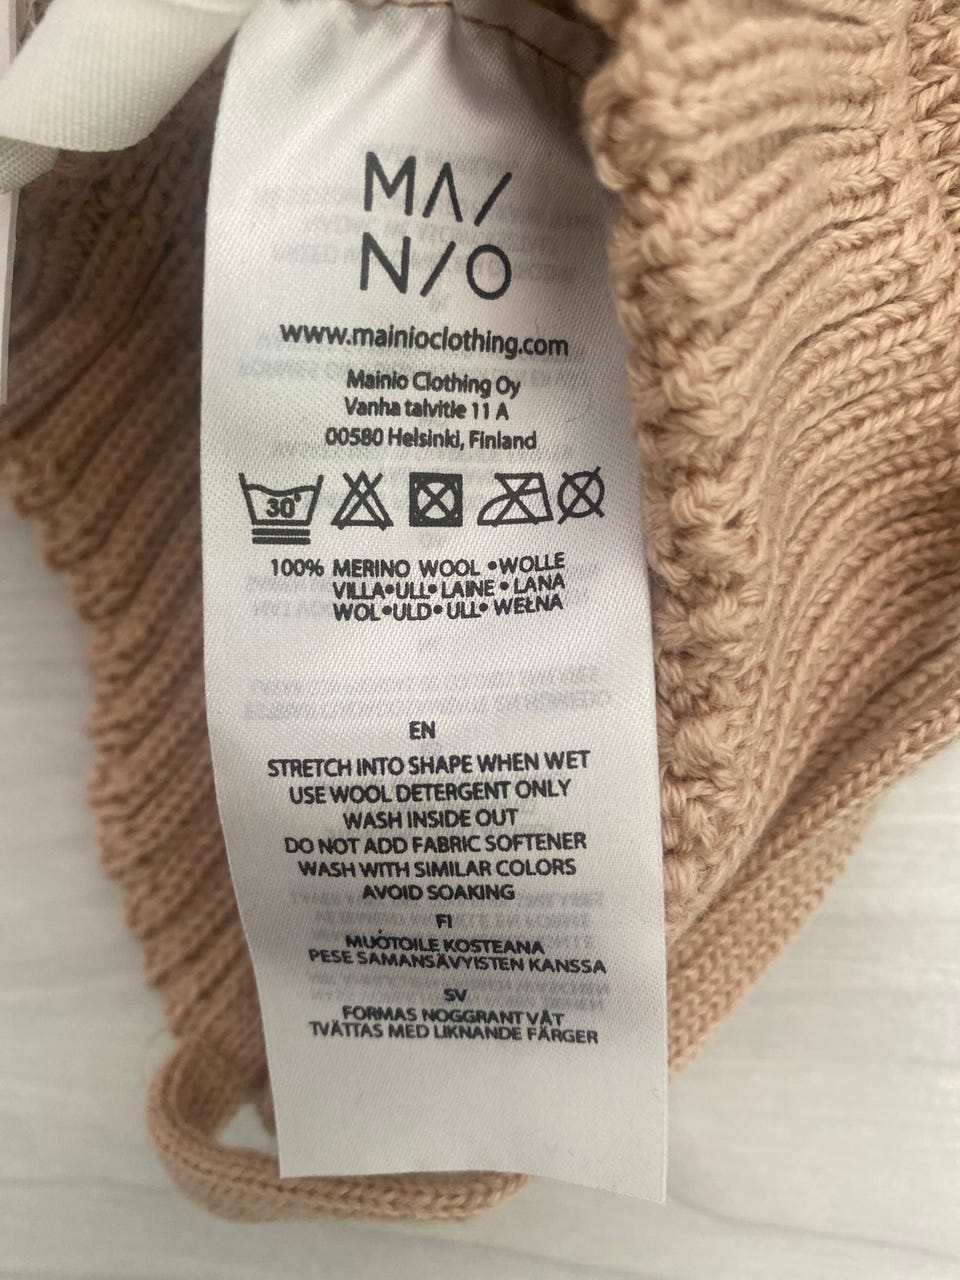 MAI
NIO
www.mainioclothing.com
Mainio Clothing Oy
Vanha talvitie 11 A
00580 Helsinki, Finland
30°
100% MERINO WOOL •WOLLE
VILLA•ULL•LAINE•LANA
WOL•ULD•ULL•WEŁNA
EN
STRETCH INTO SHAPE WHEN WET
USE WOOL DETERGENT ONLY
WASH INSIDE OUT
DO NOT ADD FABRIC SOFTENER
WASH WITH SIMILAR COLORS
AVOID SOAKING
FI
MUOTOILE KOSTEANA
PESE SAMANSÄVYISTEN KANSSA
SV
FORMAS NOGGRANT VÅT
TVÄTTAS MED LIKNANDE FÄRGER